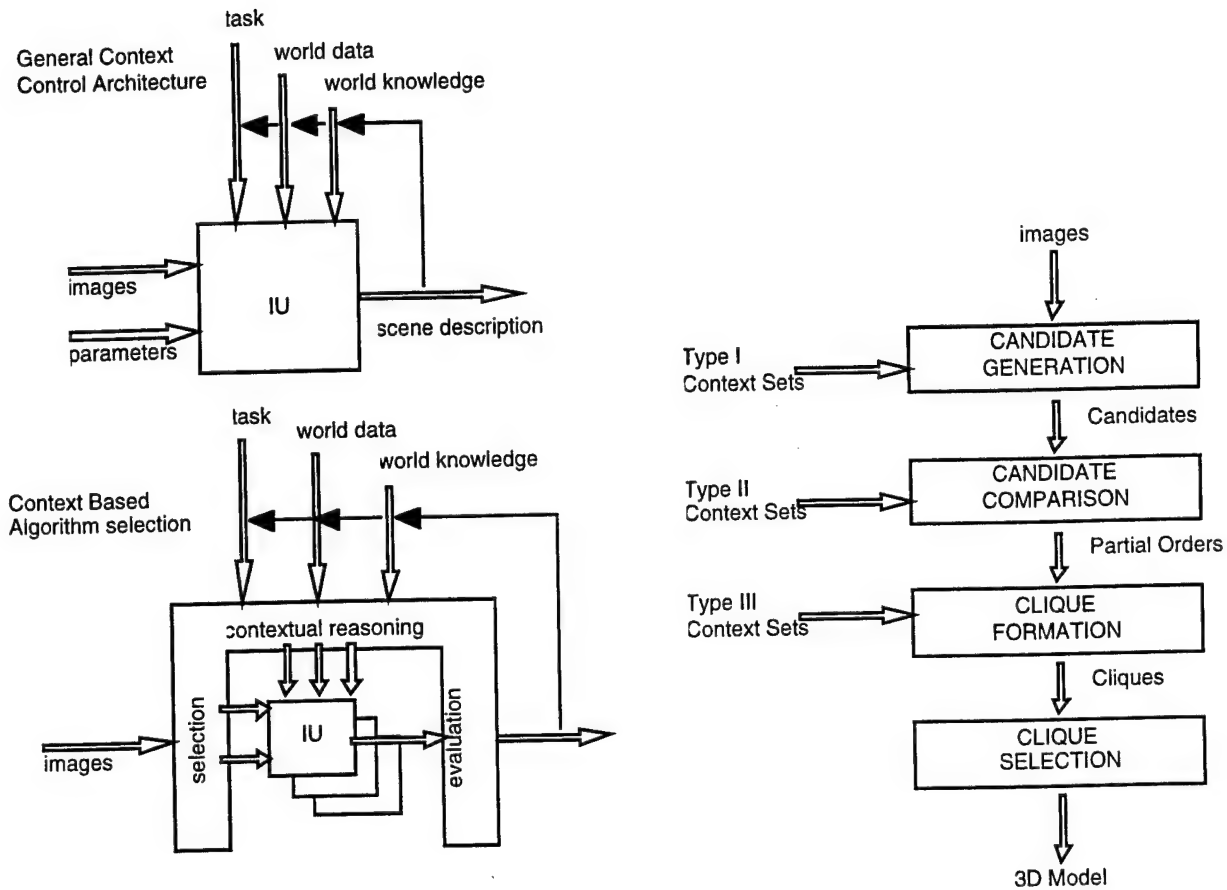 task
General Context
Control Architecture
world data
world knowledge
images
parameters
IU
scene description
task
world data
world knowledge
Context Based
Algorithm selection
contextual reasoning
selection
IU
evaluation
images
images
Type I
Context Sets
CANDIDATE
GENERATION
Candidates
Type II
Context Sets
CANDIDATE
COMPARISON
Partial Orders
Type III
Context Sets
CLIQUE
FORMATION
Cliques
CLIQUE
SELECTION
3D Model